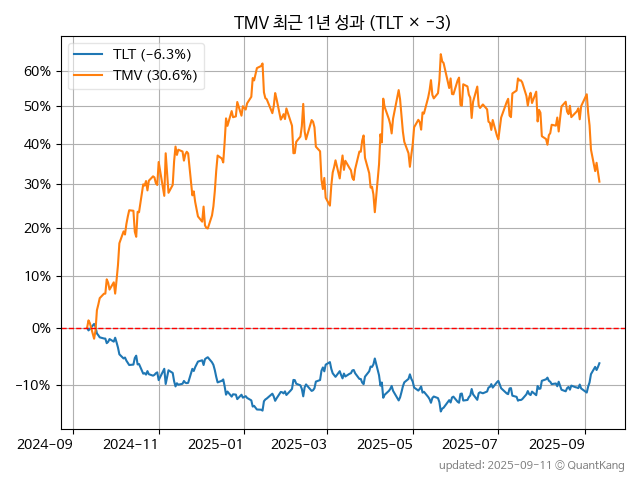 TMV 최근 1년 성과 (TLT × −3)
TLT (−6.3%)
TMV (30.6%)
60%
50%
40%
30%
20%
10%
0%
−10%
2024-09 2024-11 2025-01 2025-03 2025-05 2025-07 2025-09
updated: 2025-09-11 ⓒ QuantKang